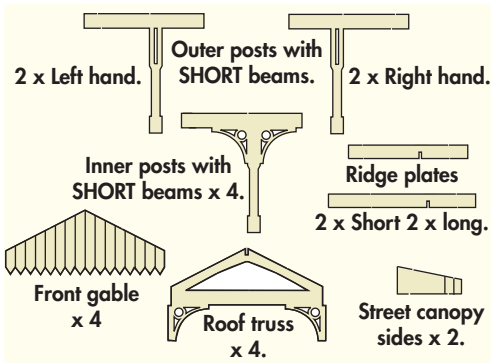 Outer posts with
SHORT beams.
2 x Left hand.
2 x Right hand.
Inner posts with
SHORT beams x 4.
Ridge plates
2 x Short 2 x long.
Front gable
x 4
Roof truss
x 4.
Street canopy
sides x 2.